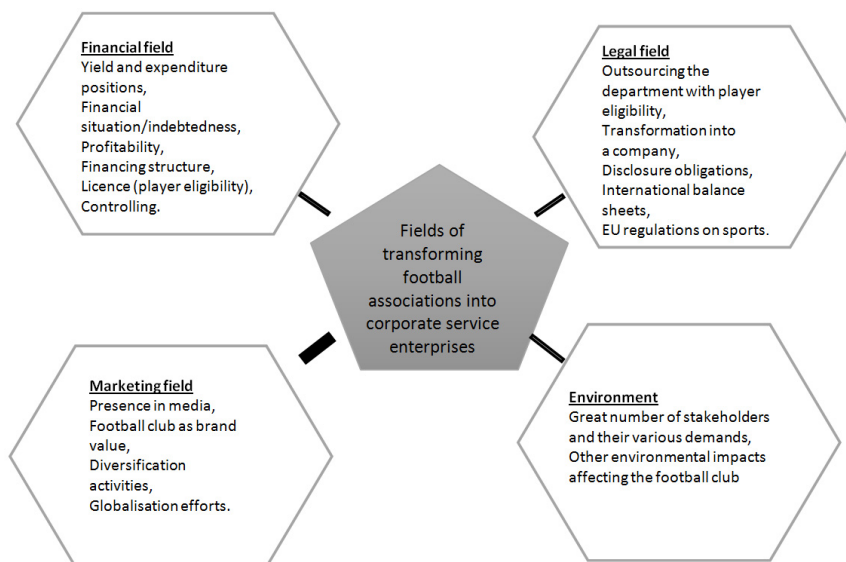 Financial field
Yield and expenditure
positions,
Financial
situation/indebtedness,
Profitability,
Financing structure,
Licence (player eligibility),
Controlling.
Legal field
Outsourcing the
department with player
eligibility,
Transformation into
a company,
Disclosure obligations,
International balance
sheets,
EU regulations on sports.
Fields of
transforming
football
associations into
corporate service
enterprises
Marketing field
Presence in media,
Football club as brand
value,
Diversification
activities,
Globalisation efforts.
Environment
Great number of stakeholders
and their various demands,
Other environmental impacts
affecting the football club